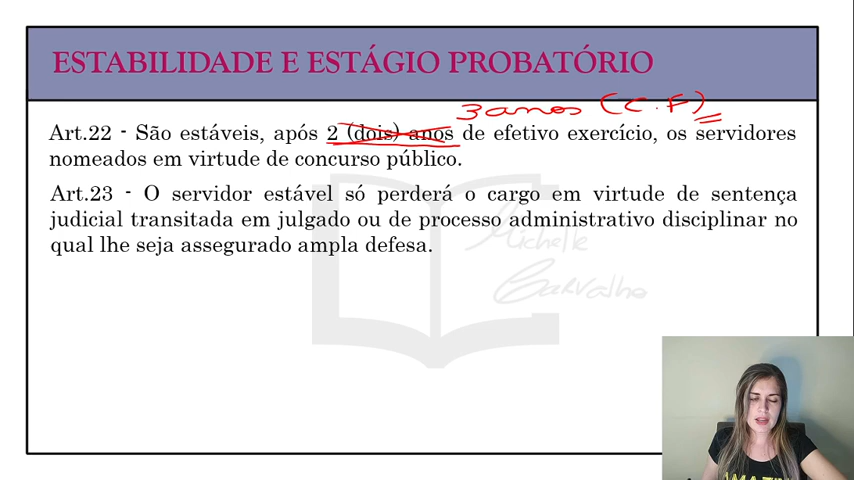 ESTABILIDADE E ESTÁGIO PROBATÓRIO
3 anos (C.F)
Art.22 - São estáveis, após 2 (dois) anos de efetivo exercício, os servidores
nomeados em virtude de concurso público.
Art.23 - O servidor estável só perderá o cargo em virtude de sentença
judicial transitada em julgado ou de processo administrativo disciplinar no
qual lhe seja assegurado ampla defesa.
Michelle
Carvalho